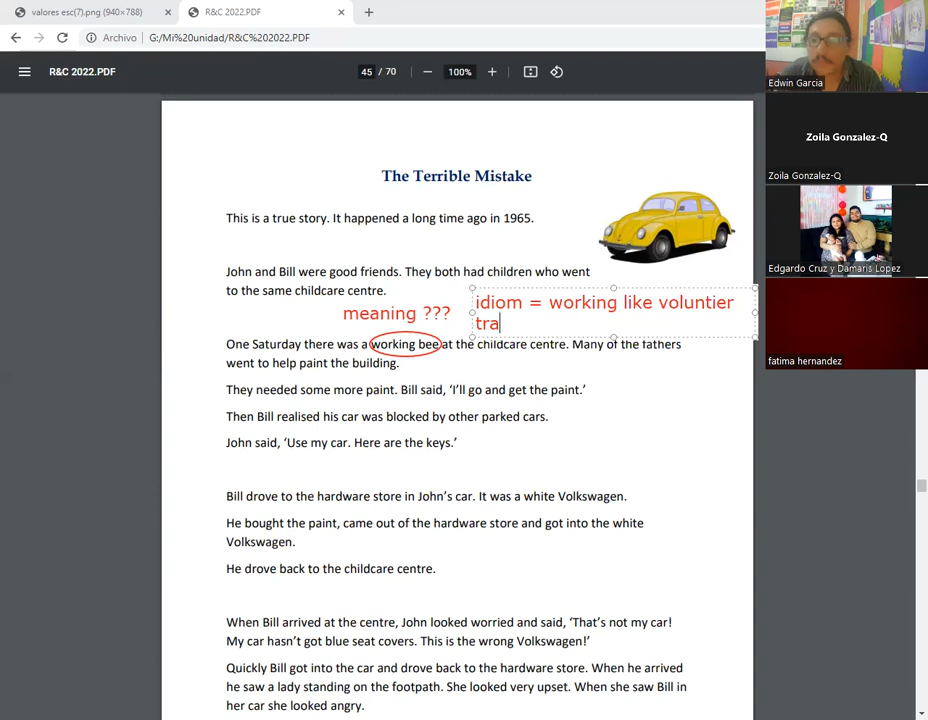 valores esc(7).png (940×788)
R&C 2022.PDF
Archivo
G:/Mi%20unidad/R&C%202022.PDF
R&C 2022.PDF
45 / 70
100%
Edwin Garcia
Zoila Gonzalez-Q
Zoila Gonzalez-Q
Edgardo Cruz y Damaris Lopez
fatima hernandez
The Terrible Mistake
This is a true story. It happened a long time ago in 1965.
John and Bill were good friends. They both had children who went
to the same childcare centre.
meaning ???
idiom = working like voluntier
tra
One Saturday there was a working bee at the childcare centre. Many of the fathers
went to help paint the building.
They needed some more paint. Bill said, ‘I’ll go and get the paint.’
Then Bill realised his car was blocked by other parked cars.
John said, ‘Use my car. Here are the keys.’
Bill drove to the hardware store in John’s car. It was a white Volkswagen.
He bought the paint, came out of the hardware store and got into the white
Volkswagen.
He drove back to the childcare centre.
When Bill arrived at the centre, John looked worried and said, ‘That’s not my car!
My car hasn’t got blue seat covers. This is the wrong Volkswagen!’
Quickly Bill got into the car and drove back to the hardware store. When he arrived
he saw a lady standing on the footpath. She looked very upset. When she saw Bill in
her car she looked angry.